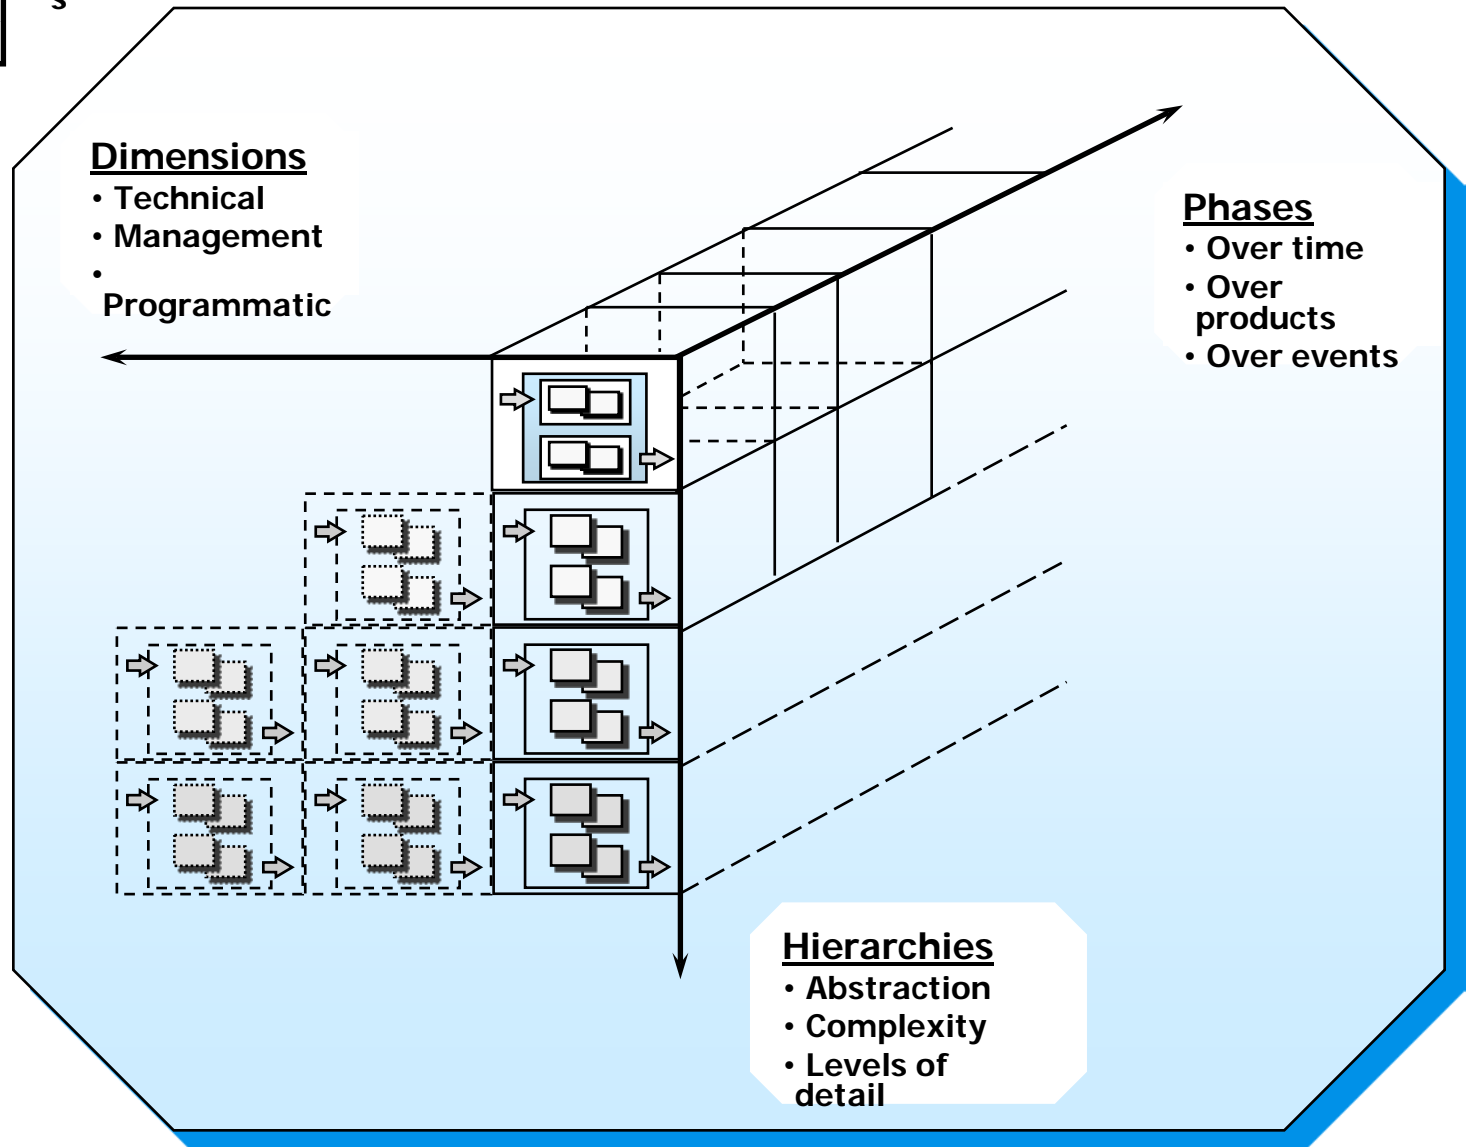 s
Dimensions
• Technical
• Management
•
Programmatic
Phases
• Over time
• Over
products
• Over events
Hierarchies
• Abstraction
• Complexity
• Levels of
detail